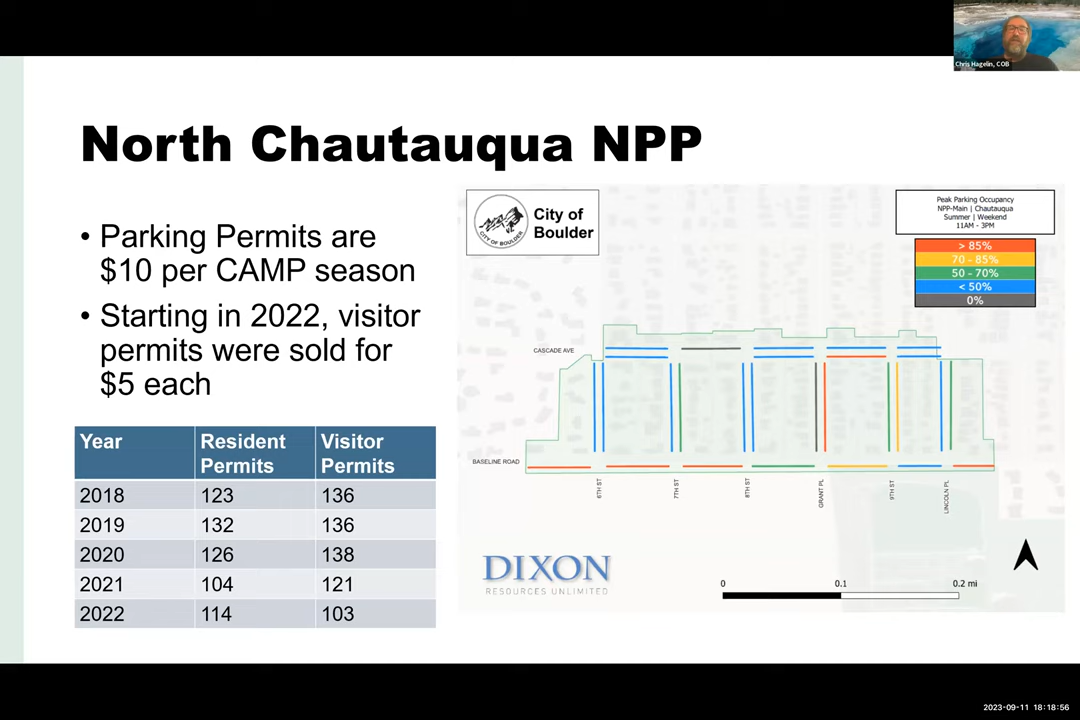 Chris Hagelin, COB
North Chautauqua NPP
• Parking Permits are
$10 per CAMP season
• Starting in 2022, visitor
permits were sold for
$5 each
Year Resident Permits Visitor Permits
2018 123 136
2019 132 136
2020 126 138
2021 104 121
2022 114 103
CITY OF BOULDER
City of
Boulder
Peak Parking Occupancy
NPP-Main | Chautauqua
Summer | Weekend
11AM - 3PM
> 85%
70 - 85%
50 - 70%
< 50%
0%
CASCADE AVE
BASELINE ROAD
6TH ST
7TH ST
8TH ST
GRANT PL
9TH ST
LINCOLN PL
DIXON
RESOURCES UNLIMITED
0 0.1 0.2 mi
2023-09-11 18:18:56